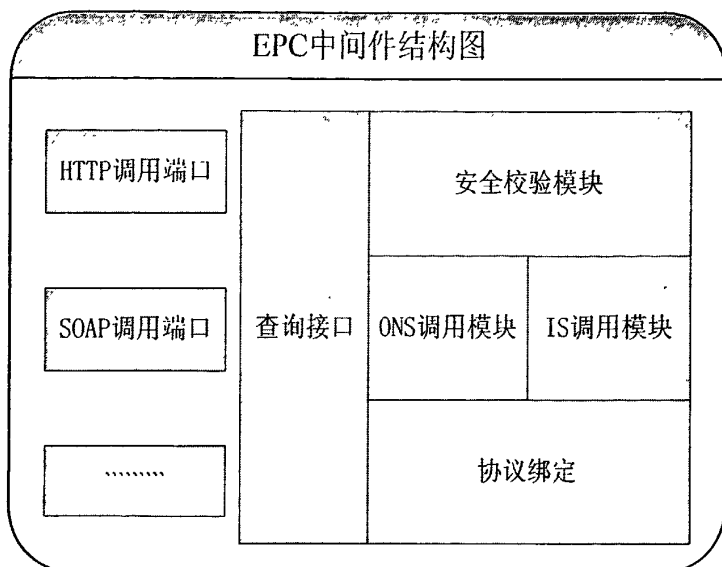 EPC中间件结构图
HTTP调用端口
SOAP调用端口
………
查询接口
安全校验模块
ONS调用模块
IS调用模块
协议绑定